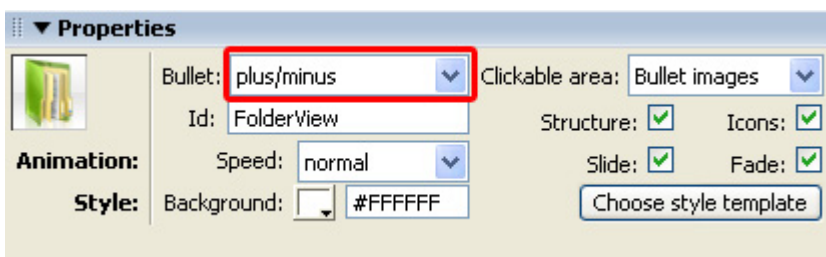 Properties
Bullet: plus/minus Clickable area: Bullet images
Id: FolderView Structure: Icons:
Animation: Speed: normal Slide: Fade:
Style: Background: #FFFFFF Choose style template